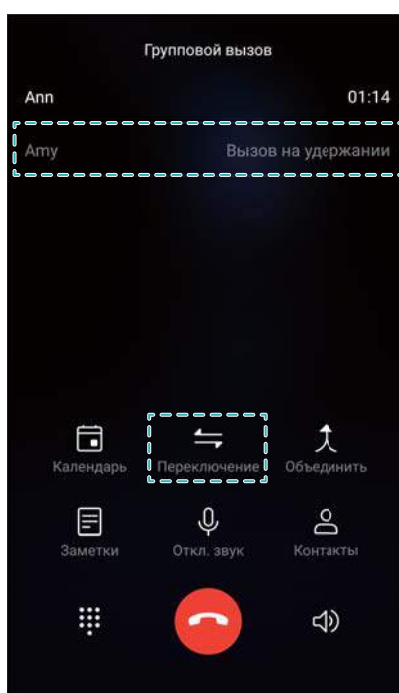 Групповой вызов
Ann 01:14
Amy Вызов на удержании
Календарь Переключение Объединить
Заметки Откл. звук Контакты